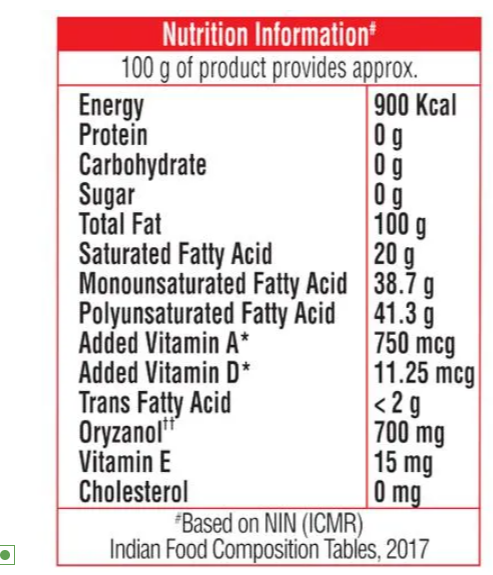 Nutrition Information#
100 g of product provides approx.
Energy 900 Kcal
Protein 0 g
Carbohydrate 0 g
Sugar 0 g
Total Fat 100 g
Saturated Fatty Acid 20 g
Monounsaturated Fatty Acid 38.7 g
Polyunsaturated Fatty Acid 41.3 g
Added Vitamin A* 750 mcg
Added Vitamin D* 11.25 mcg
Trans Fatty Acid < 2 g
Oryzanol†† 700 mg
Vitamin E 15 mg
Cholesterol 0 mg
#Based on NIN (ICMR)
Indian Food Composition Tables, 2017